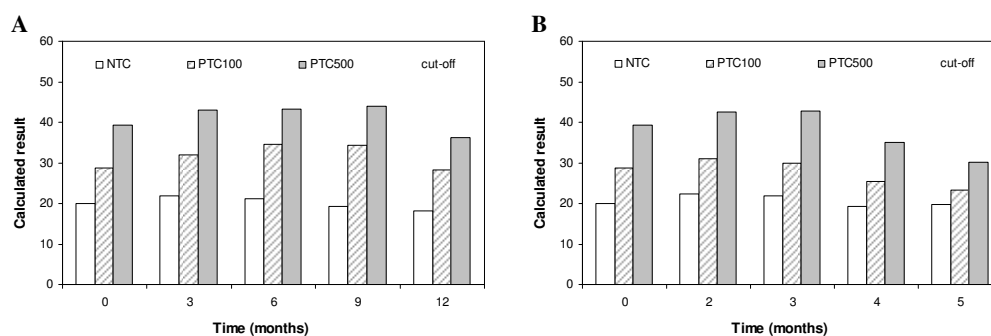 A
60
50
40
30
20
10
0
Calculated result
NTC PTC100 PTC500 cut-off
0 3 6 9 12
Time (months)
B
60
50
40
30
20
10
0
Calculated result
NTC PTC100 PTC500 cut-off
0 2 3 4 5
Time (months)